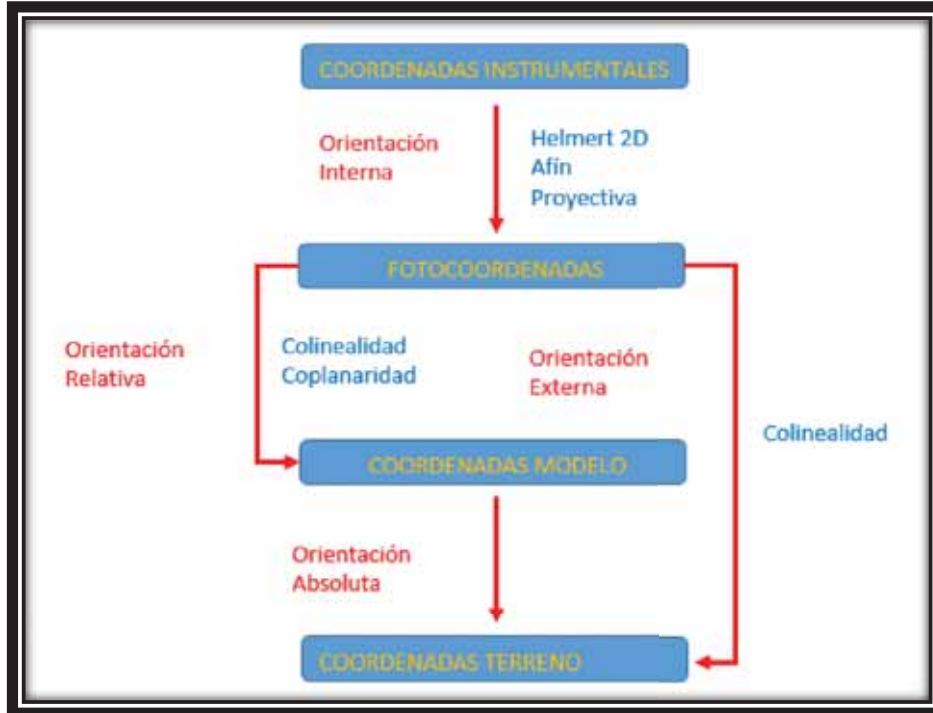 COORDENADAS INSTRUMENTALES
Orientación
Interna
Helmert 2D
Afín
Proyectiva
FOTOCOORDENADAS
Orientación
Relativa
Colinealidad
Coplanaridad
Orientación
Externa
Colinealidad
COORDENADAS MODELO
Orientación
Absoluta
COORDENADAS TERRENO